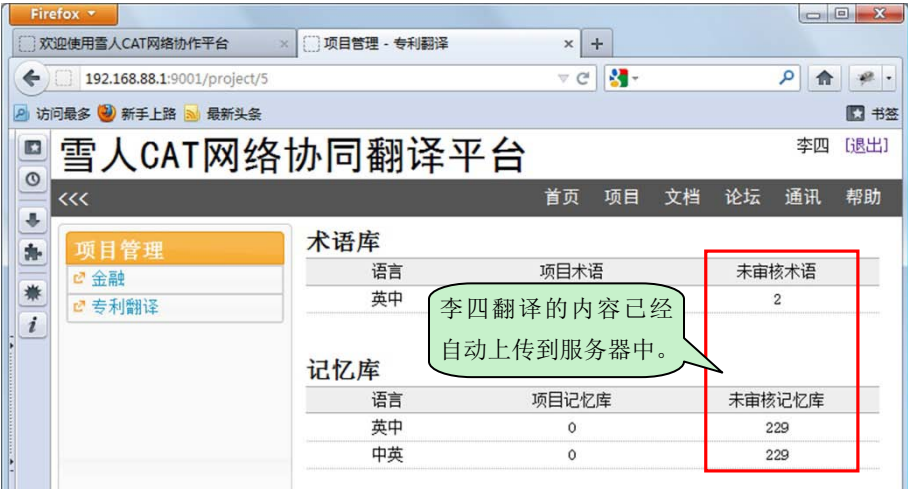 Firefox
欢迎使用雪人CAT网络协作平台
项目管理 - 专利翻译
192.168.88.1:9001/project/5
访问最多 新手上路 最新头条 书签
雪人CAT网络协同翻译平台
李四 [退出]
<<< 首页 项目 文档 论坛 通讯 帮助
项目管理
金融
专利翻译
术语库
语言 项目术语 未审核术语
英中 2
李四翻译的内容已经
自动上传到服务器中。
记忆库
语言 项目记忆库 未审核记忆库
英中 0 229
中英 0 229